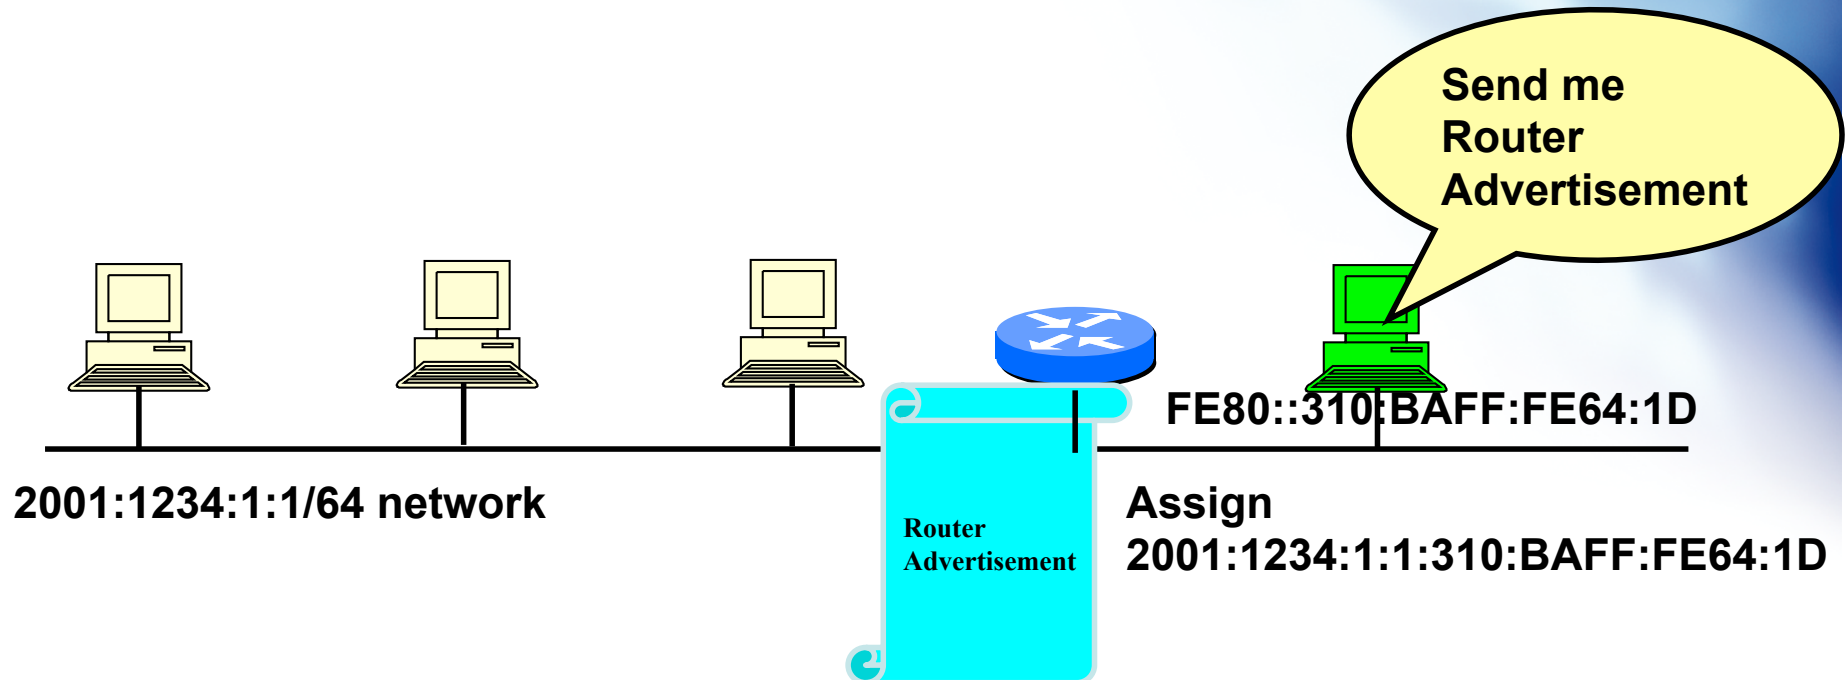 Send me
Router
Advertisement
FE80::310:BAFF:FE64:1D
2001:1234:1:1/64 network
Router
Advertisement
Assign
2001:1234:1:1:310:BAFF:FE64:1D